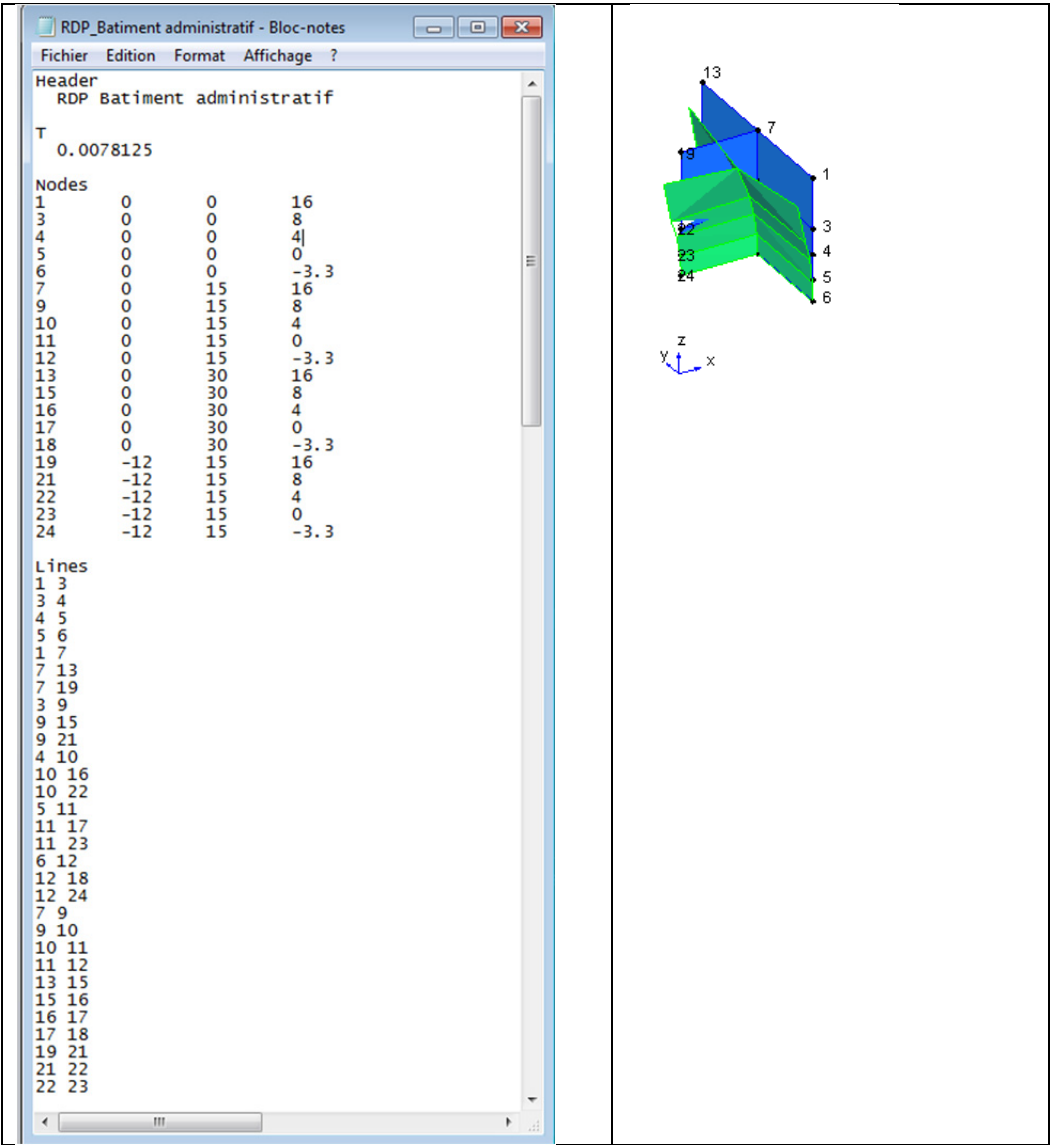 RDP_Batiment administratif - Bloc-notes
Fichier Edition Format Affichage ?
Header
RDP Batiment administratif
T
0.0078125
Nodes
1 0 0 16
3 0 0 8
4 0 0 4
5 0 0 0
6 0 0 -3.3
7 0 15 16
9 0 15 8
10 0 15 4
11 0 15 0
12 0 15 -3.3
13 0 30 16
15 0 30 8
16 0 30 4
17 0 30 0
18 0 30 -3.3
19 -12 15 16
21 -12 15 8
22 -12 15 4
23 -12 15 0
24 -12 15 -3.3
Lines
1 3
3 4
4 5
5 6
1 7
7 13
7 19
3 9
9 15
9 21
4 10
10 16
10 22
5 11
11 17
11 23
6 12
12 18
12 24
7 9
9 10
10 11
11 12
13 15
15 16
16 17
17 18
19 21
21 22
22 23
13
7
1
3
22
4
23
5
24
6
z
y
x